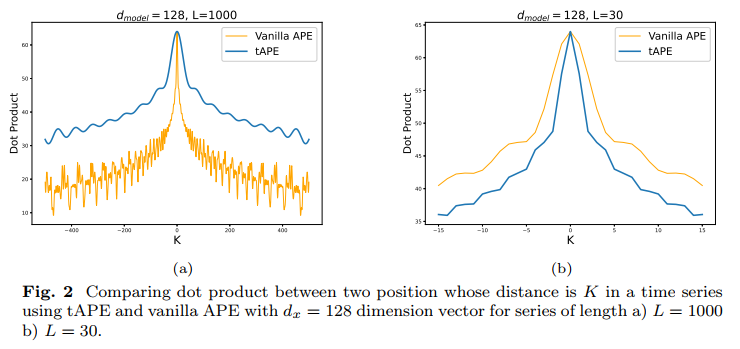 d_model = 128, L=1000
Vanilla APE
tAPE
Dot Product
60
50
40
30
20
10
−400
−200
0
200
400
K
(a)
d_model = 128, L=30
Vanilla APE
tAPE
Dot Product
65
60
55
50
45
40
35
−15
−10
−5
0
5
10
15
K
(b)
Fig. 2 Comparing dot product between two position whose distance is K in a time series
using tAPE and vanilla APE with dₓ = 128 dimension vector for series of length a) L = 1000
b) L = 30.